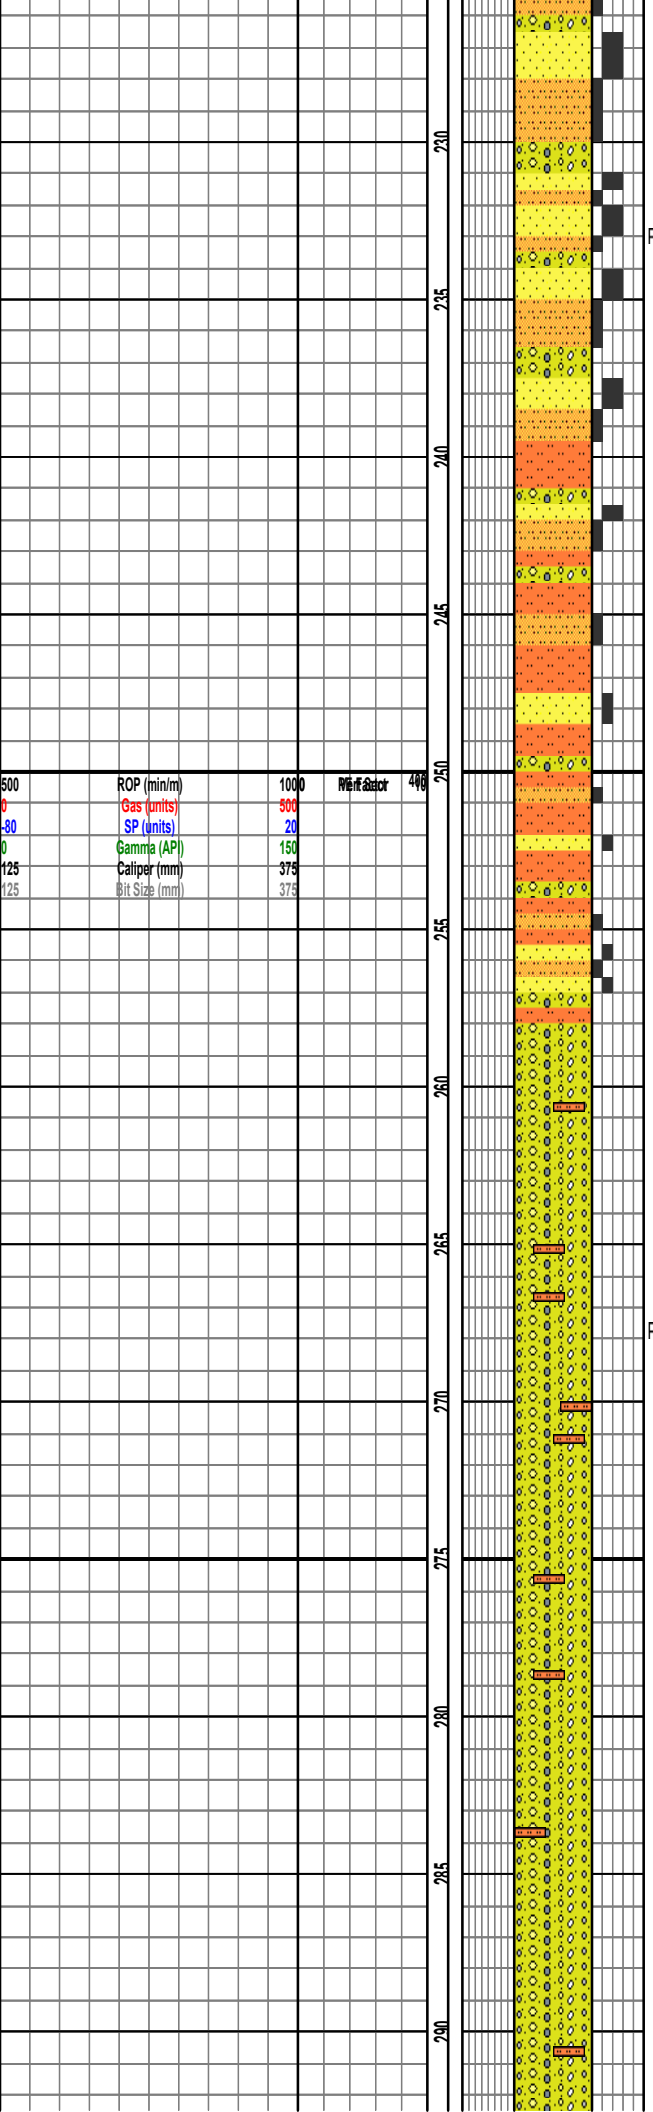 230
235
240
245
250
500 ROP (min/m) 1000
0 Gas (units) 500
-80 SP (units) 20
0 Gamma (API) 150
125 Caliper (mm) 375
125 Bit Size (mm) 375
255
260
265
270
275
280
285
290